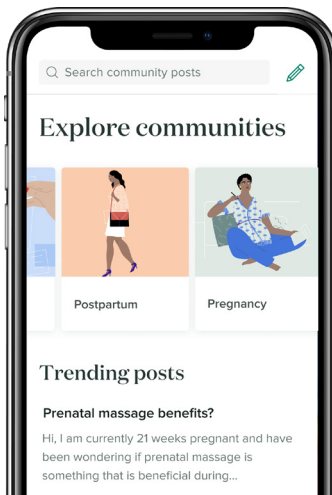 Search community posts
Explore communities
Postpartum
Pregnancy
Trending posts
Prenatal massage benefits?
Hi, I am currently 21 weeks pregnant and have
been wondering if prenatal massage is
something that is beneficial during...